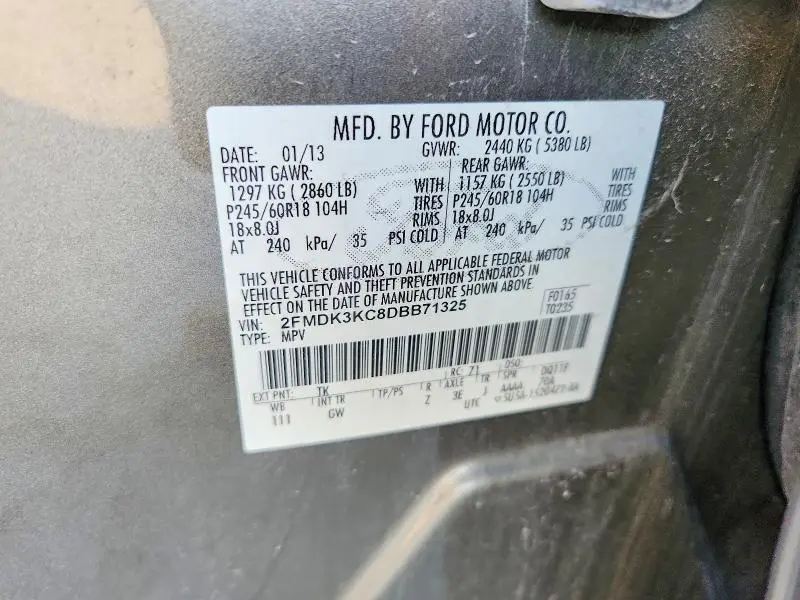 MFD. BY FORD MOTOR CO.
DATE: 01/13 GVWR: 2440 KG ( 5380 LB)
FRONT GAWR: REAR GAWR:
1297 KG ( 2860 LB) WITH 1157 KG ( 2550 LB) WITH
P245/60R18 104H TIRES P245/60R18 104H TIRES
18x8.0J RIMS 18x8.0J RIMS
AT 240 kPa/ 35 PSI COLD AT 240 kPa/ 35 PSI COLD
THIS VEHICLE CONFORMS TO ALL APPLICABLE FEDERAL MOTOR
VEHICLE SAFETY AND THEFT PREVENTION STANDARDS IN
EFFECT ON THE DATE OF MANUFACTURE SHOWN ABOVE.
F0165
T0235
VIN: 2FMDK3KC8DBB71325
TYPE: MPV
EXT PNT: TK RC: 71 DSO:
WB INT TR TP/PS R AXLE TR SPR
111 GW Z 3E J AAAA 70A
UTC